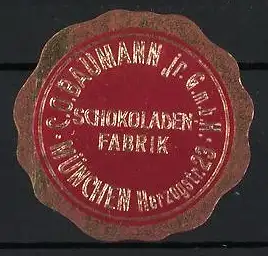 C.O. BAUMANN Jr. G.m.b.H.
SCHOKOLADEN-
FABRIK
MÜNCHEN Herzogstr. 29